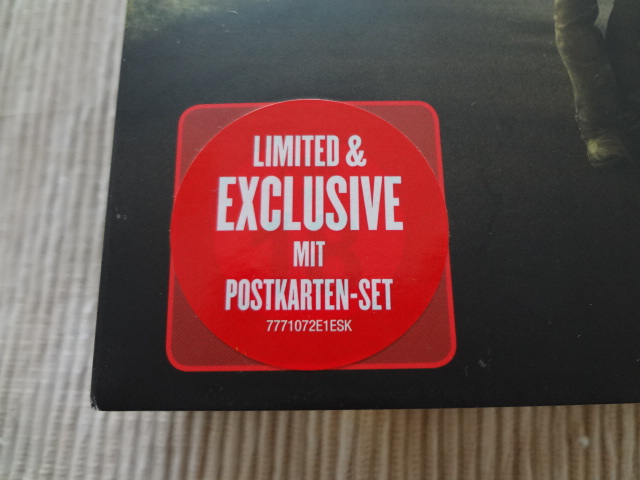 LIMITED &
EXCLUSIVE
MIT
POSTKARTEN-SET
7771072E1ESK